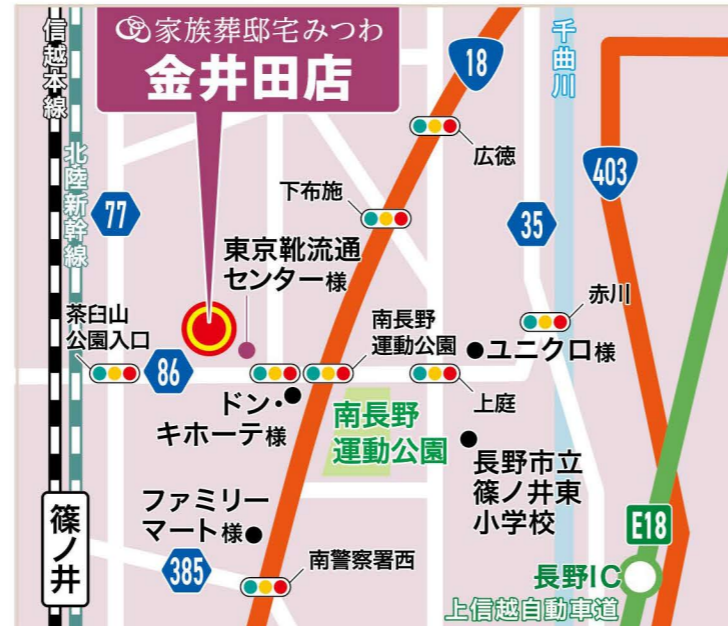 家族葬邸宅みつわ
金井田店
信越本線
北陸新幹線
18
千曲川
403
広徳
77
下布施
35
東京靴流通
センター様
赤川
茶臼山
公園入口
南長野
運動公園
ユニクロ様
86
上庭
ドン・
キホーテ様
南長野
運動公園
長野市立
篠ノ井東
小学校
ファミリー
マート様
篠ノ井
385
南警察署西
E18
長野IC
上信越自動車道